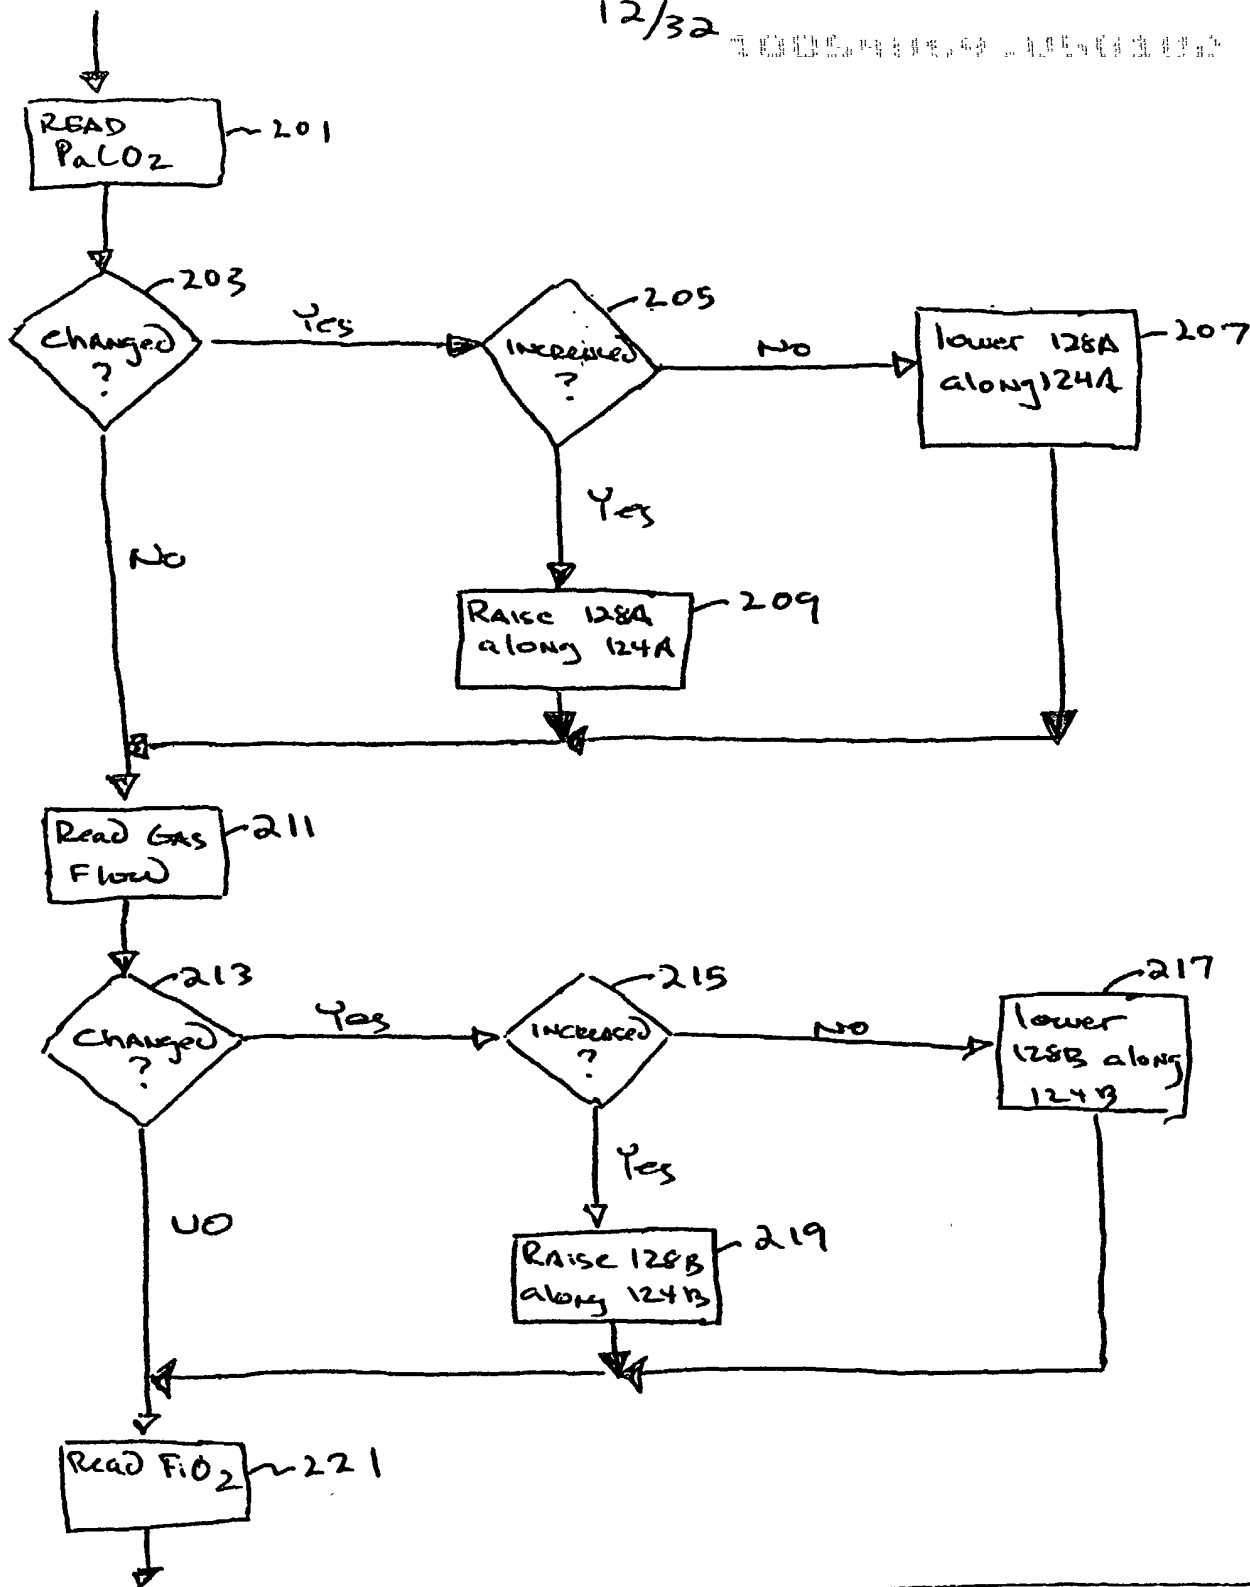 12/32
READ
PaCO2
201
Changed
?
203
Yes
Increased
?
205
No
lower 128A
along 124A
207
No
Yes
Raise 128A
along 124A
209
Read Gas
Flow
211
Changed
?
213
Yes
Increased
?
215
No
lower
128B along
124B
217
No
Yes
Raise 128B
along 124B
219
Read FiO2
221